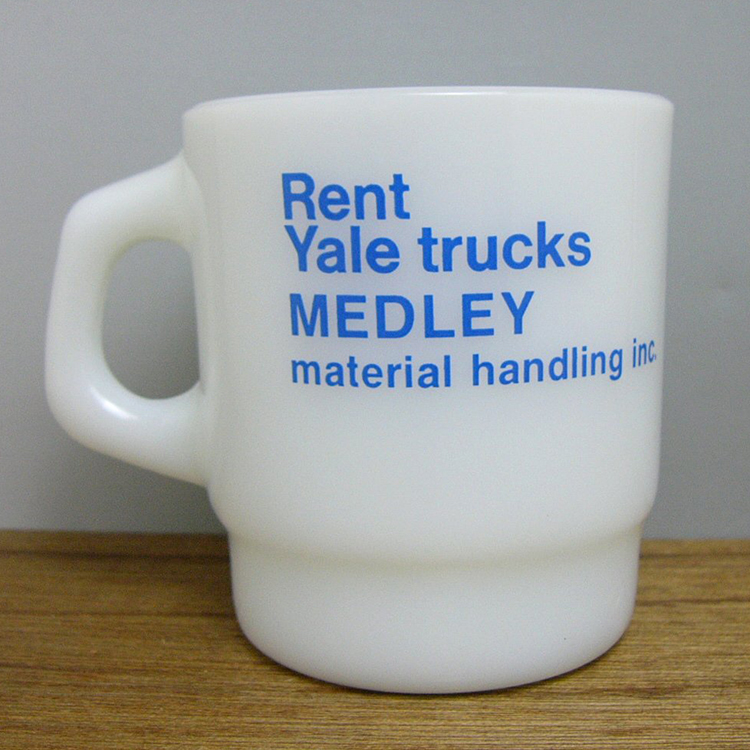 Rent
Yale trucks
MEDLEY
material handling inc.